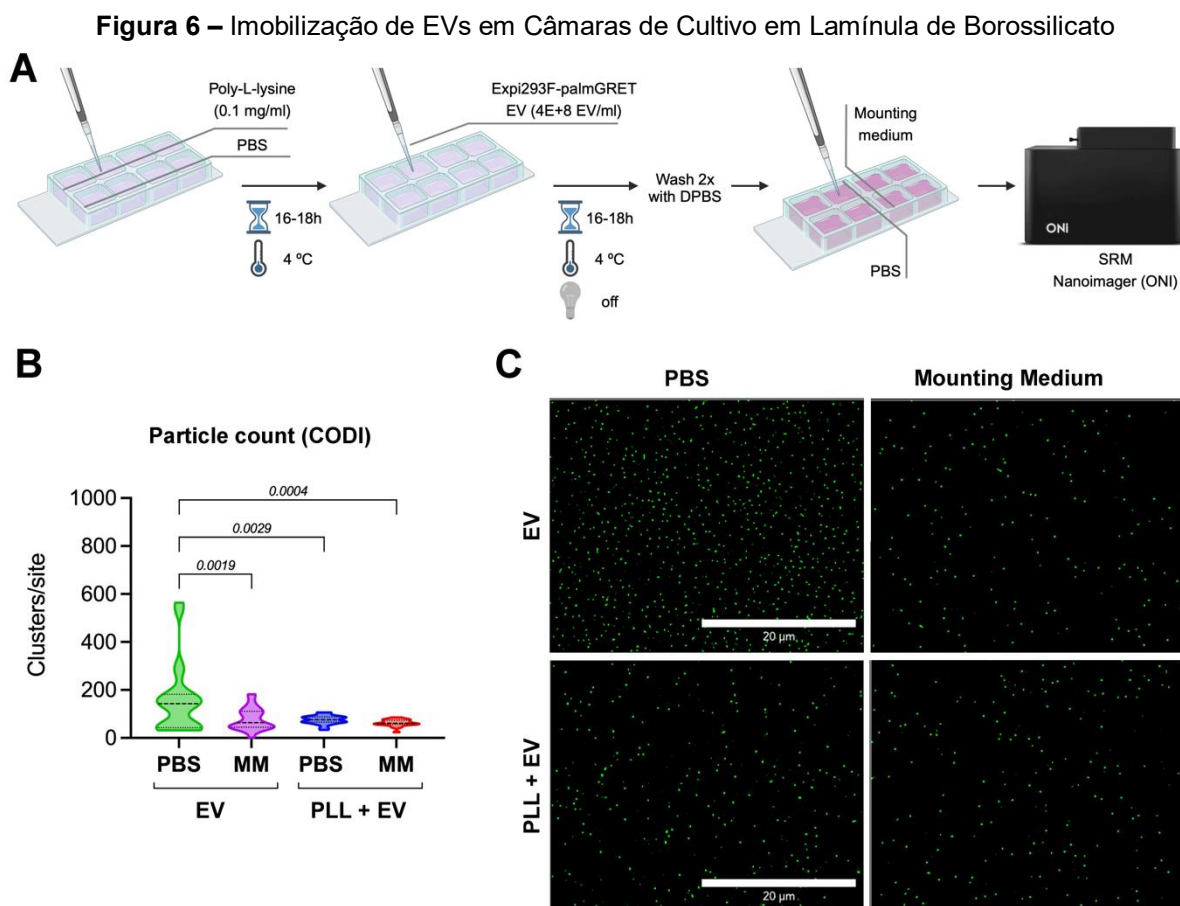 Figura 6 – Imobilização de EVs em Câmaras de Cultivo em Lamínula de Borossilicato
A
Poly-L-lysine
(0.1 mg/ml)
PBS
16-18h
4 ºC
Expi293F-palmGRET
EV (4E+8 EV/ml)
16-18h
4 ºC
off
Wash 2x
with DPBS
Mounting
medium
PBS
ONI
SRM
Nanoimager (ONI)
B
Particle count (CODI)
Clusters/site
1000
800
600
400
200
0
0.0004
0.0029
0.0019
PBS MM PBS MM
EV PLL + EV
C
PBS Mounting Medium
EV
20 µm
PLL + EV
20 µm